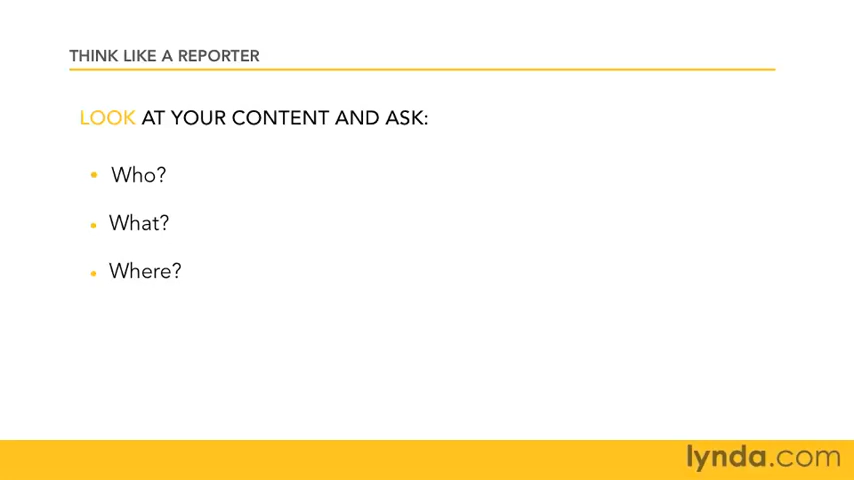 THINK LIKE A REPORTER
LOOK AT YOUR CONTENT AND ASK:
• Who?
• What?
• Where?
lynda.com